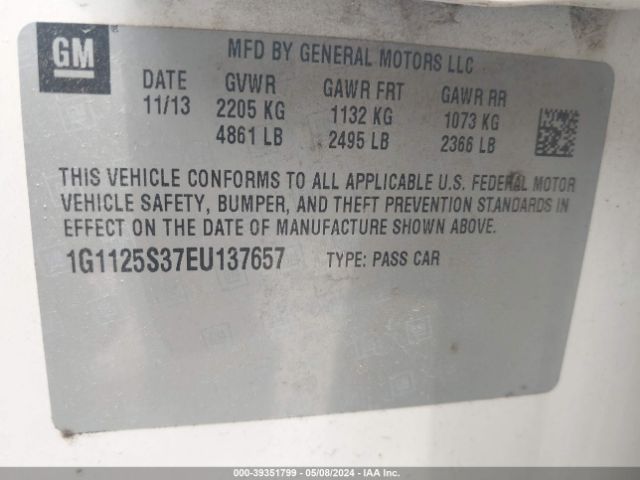 GM
MFD BY GENERAL MOTORS LLC
DATE GVWR GAWR FRT GAWR RR
11/13 2205 KG 1132 KG 1073 KG
4861 LB 2495 LB 2366 LB
THIS VEHICLE CONFORMS TO ALL APPLICABLE U.S. FEDERAL MOTOR
VEHICLE SAFETY, BUMPER, AND THEFT PREVENTION STANDARDS IN
EFFECT ON THE DATE OF MANUFACTURE SHOWN ABOVE.
1G1125S37EU137657 TYPE: PASS CAR
000-39351799 - 05/08/2024 - IAAI.COM